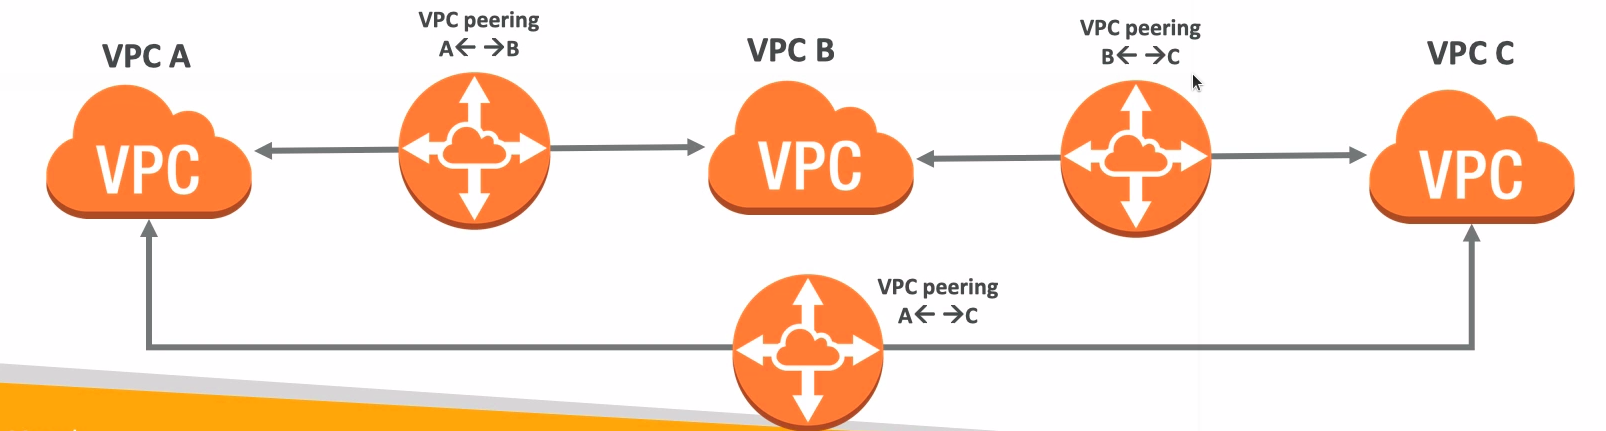 VPC peering
A← →B
VPC A
VPC B
VPC peering
B← →C
VPC C
VPC
VPC
VPC
VPC peering
A← →C